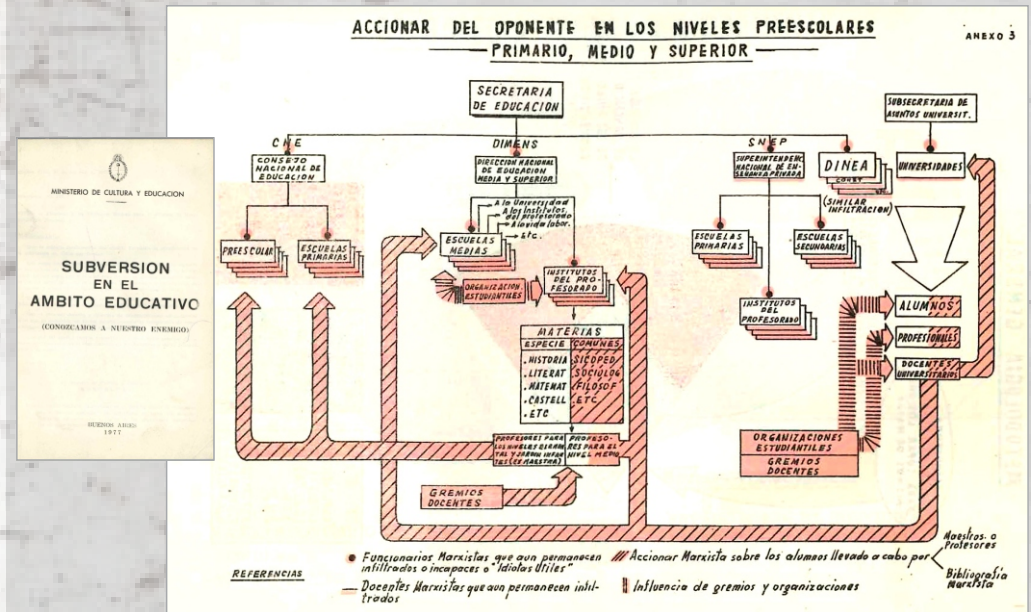 MINISTERIO DE CULTURA Y EDUCACION
SUBVERSION
EN EL
AMBITO EDUCATIVO
(CONOZCAMOS A NUESTRO ENEMIGO)
BUENOS AIRES
1977
ACCIONAR DEL OPONENTE EN LOS NIVELES PREESCOLARES
PRIMARIO, MEDIO Y SUPERIOR
ANEXO 3
SECRETARIA
DE EDUCACION
SUBSECRETARIA DE
ASUNTOS UNIVERSIT.
CNE
CONSEJO
NACIONAL DE
EDUCACION
DIMENS
DIRECCION NACIONAL
DE EDUCACION
MEDIA Y SUPERIOR
SNEP
SUPERINTENDENC
NACIONAL DE EN-
SEÑANZA PRIVADA
DINEA
CONET
(SIMILAR
INFILTRACION)
UNIVERSIDADES
PREESCOLAR
ESCUELAS
PRIMARIAS
A la Universidad
A los Institutos
del profesorado
A la vida labor.
Etc.
ESCUELAS
MEDIAS
ORGANIZACION.
ESTUDIANTILES
INSTITUTOS
DEL PRO-
FESORADO
ESCUELAS
PRIMARIAS
ESCUELAS
SECUNDARIAS
INSTITUTOS
DEL
PROFESORADO
MATERIAS
ESPECIE COMUNES
.HISTORIA SICOPED
.LITERAT SOCIOLOG
.MATEMAT FILOSOF
.CASTELL ETC
.ETC
ALUMNOS
PROFESIONALES
DOCENTES
UNIVERSITARIOS
PROFESORES PARA
LOS NIVELES ELEMEN
TAL Y JARDIN INFAN
TES (EX MAESTRA)
PROFESO-
RES PARA EL
NIVEL MEDIO
GREMIOS
DOCENTES
ORGANIZACIONES
ESTUDIANTILES
GREMIOS
DOCENTES
REFERENCIAS
Funcionarios Marxistas que aun permanecen
infiltrados o incapaces o "Idiotas Utiles"
Docentes Marxistas que aun permanecen infil-
trados
Accionar Marxista sobre los alumnos llevado a cabo por
Maestros o
Profesores
Bibliografía
Marxista
Influencia de gremios y organizaciones